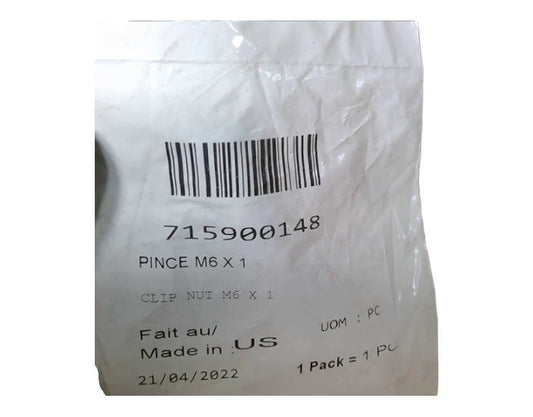 715900148
PINCE M6 X 1
CLIP NUT M6 X 1
Fait au/
Made in : US
UOM : PC
21/04/2022
1 Pack = 1 PC